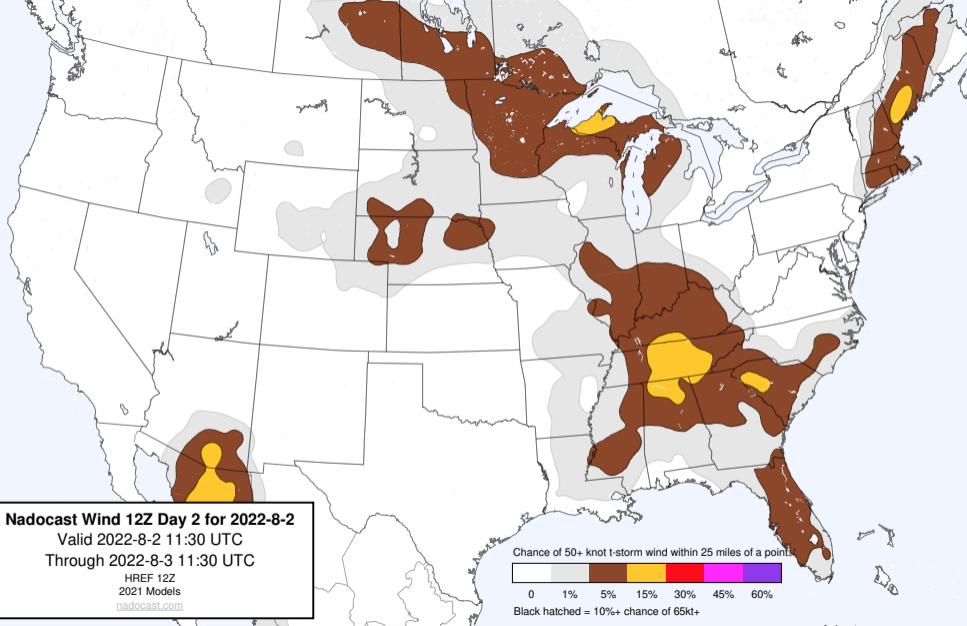 Nadocast Wind 12Z Day 2 for 2022-8-2
Valid 2022-8-2 11:30 UTC
Through 2022-8-3 11:30 UTC
HREF 12Z
2021 Models
nadocast.com
Chance of 50+ knot t-storm wind within 25 miles of a point.
0 1% 5% 15% 30% 45% 60%
Black hatched = 10%+ chance of 65kt+